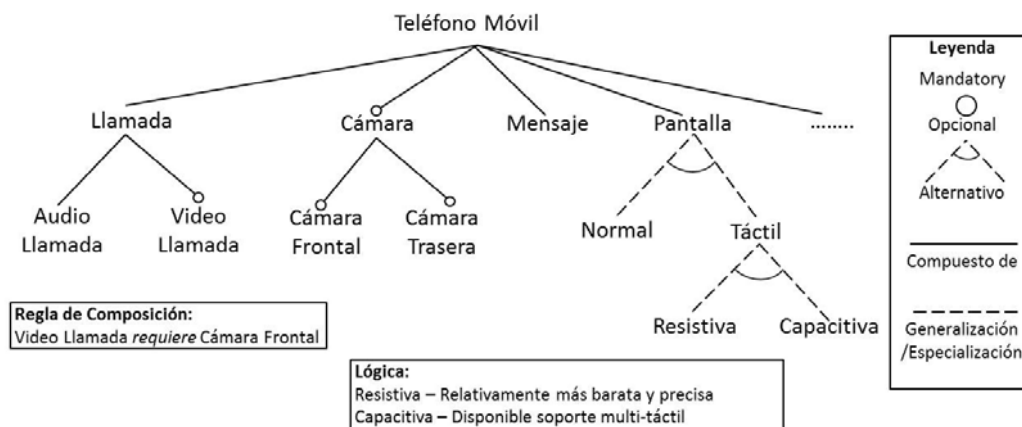 Teléfono Móvil
Llamada
Cámara
Mensaje
Pantalla
........
Audio
Llamada
Video
Llamada
Cámara
Frontal
Cámara
Trasera
Normal
Táctil
Resistiva
Capacitiva
Regla de Composición:
Video Llamada requiere Cámara Frontal
Lógica:
Resistiva – Relativamente más barata y precisa
Capacitiva – Disponible soporte multi-táctil
Leyenda
Mandatory
Opcional
Alternativo
Compuesto de
Generalización
/Especialización